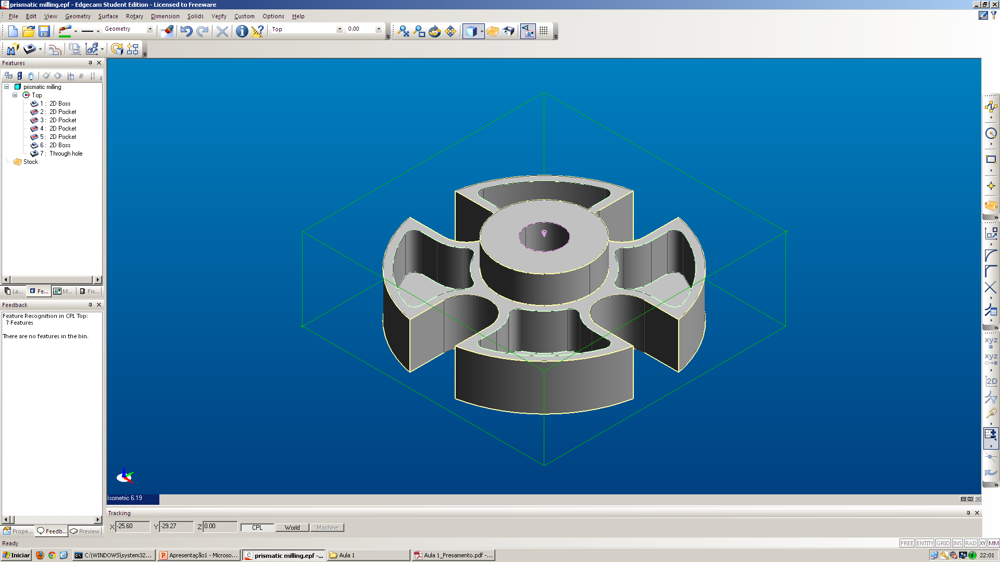 prismatic milling.epf - Edgecam Student Edition - Licensed to Freeware
File Edit View Geometry Surface Rotary Dimension Solids Verify Custom Options Help
Geometry Top 0.00
Features
prismatic milling
Top
1 : 2D Boss
2 : 2D Pocket
3 : 2D Pocket
4 : 2D Pocket
5 : 2D Pocket
6 : 2D Boss
7 : Through hole
Stock
La... Fe... M... Fix...
Feedback
Feature Recognition in CPL Top:
7 Features
There are no features in the bin.
Prope... Feedb... Preview
xyz
xyz
2D
Isometric 6.19
Tracking
X -25.60 Y -29.27 Z 0.00 CPL World Machine
Ready
FREE ENTITY GRID INS RAD XY MM
Iniciar C:\WINDOWS\system32... Apresentação1 - Microso... prismatic milling.epf -... Aula 1 Aula 1_Fresamento.pdf -... 22:01